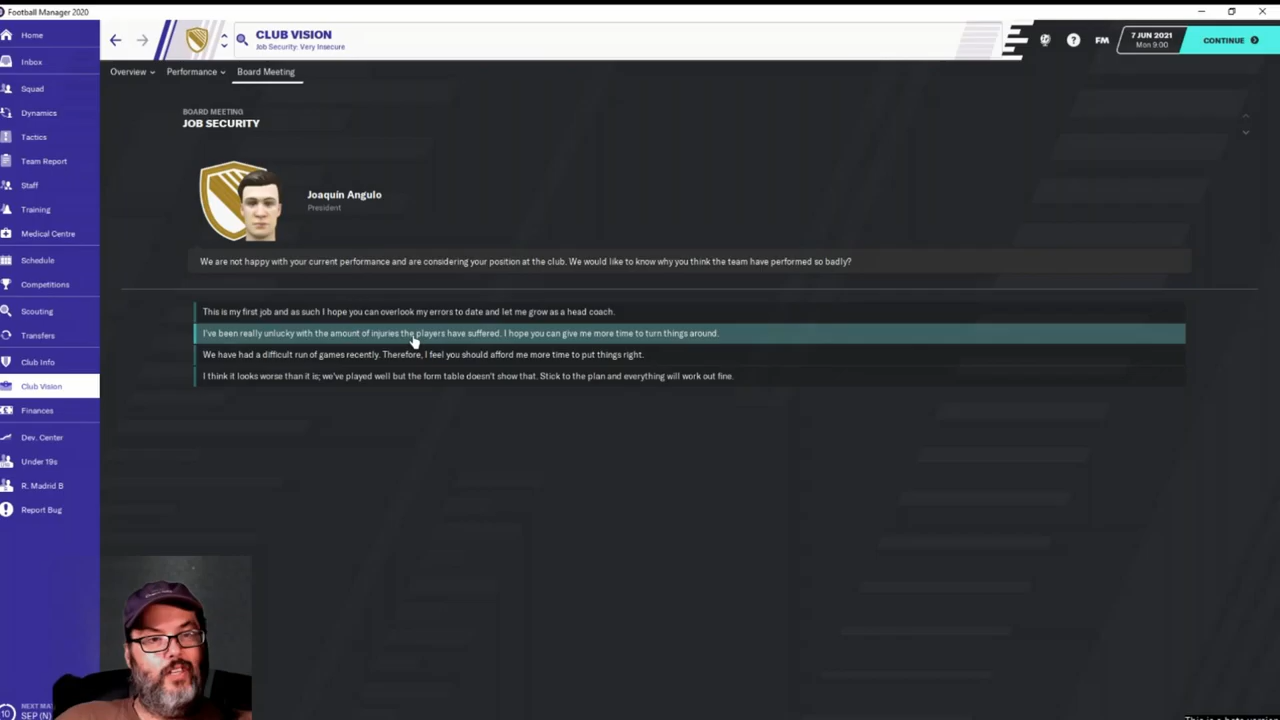 Football Manager 2020
Home
CLUB VISION
Job Security: Very Insecure
7 JUN 2021
Mon 9:00
FM
CONTINUE
Inbox
Overview
Performance
Board Meeting
Squad
Dynamics
Tactics
Team Report
Staff
Training
Medical Centre
Schedule
Competitions
Scouting
Transfers
Club Info
Club Vision
Finances
Dev. Center
Under 19s
R. Madrid B
Report Bug
BOARD MEETING
JOB SECURITY
Joaquín Angulo
President
We are not happy with your current performance and are considering your position at the club. We would like to know why you think the team have performed so badly?
This is my first job and as such I hope you can overlook my errors to date and let me grow as a head coach.
I've been really unlucky with the amount of injuries the players have suffered. I hope you can give me more time to turn things around.
We have had a difficult run of games recently. Therefore, I feel you should afford me more time to put things right.
I think it looks worse than it is; we've played well but the form table doesn't show that. Stick to the plan and everything will work out fine.
10
NEXT MA
SEP (N)